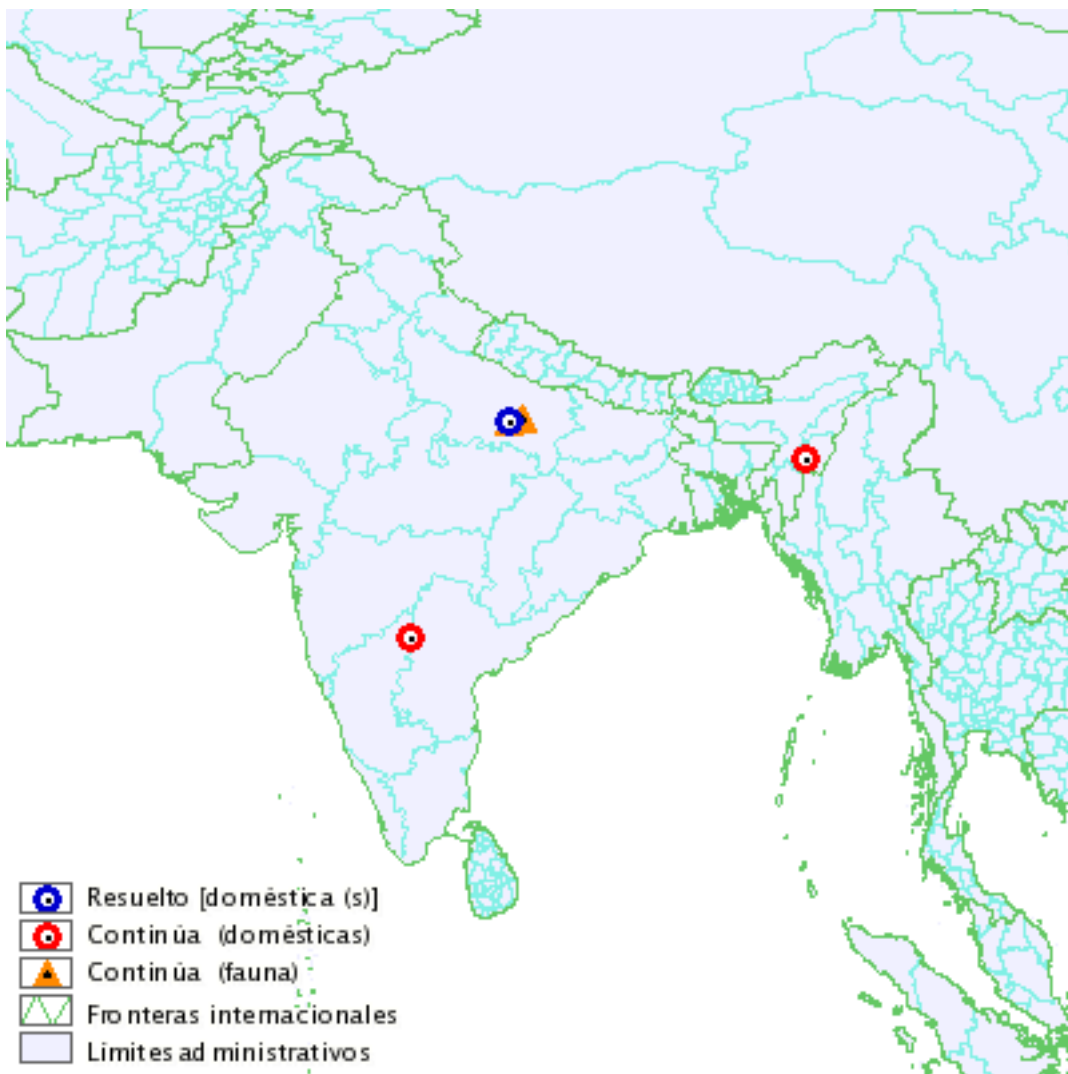 Resuelto [doméstica (s)]
Continúa (domésticas)
Continúa (fauna)
Fronteras internacionales
Límites administrativos